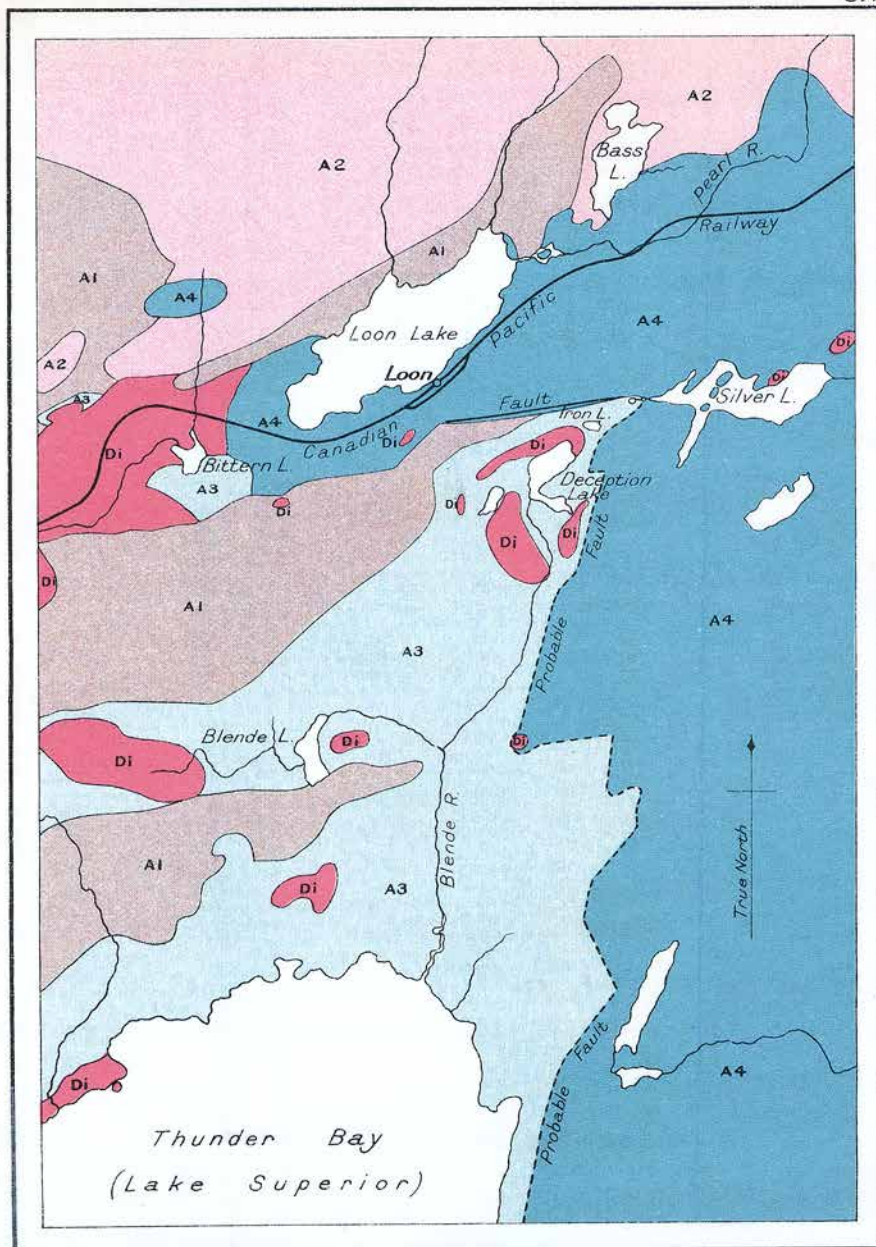 A2
A2
Bass
L.
Pearl R.
Railway
A1
A1
A4
Pacific
A4
Loon Lake
Loon
A2
Di
Di
Silver L.
A3
A4
Canadian
Fault
Iron L.
Di
Di
Di
Bittern L.
A3
Di
Deception
Lake
Di
Di
Di
Fault
Di
A1
A4
A3
Probable
Blende L.
Di
Di
Di
Blende R.
True North
A1
Di
A3
Fault
Probable
A4
Di
Thunder Bay
(Lake Superior)